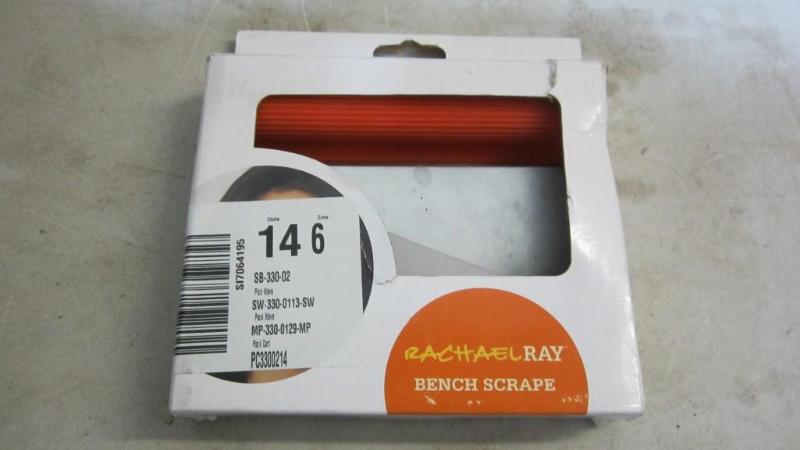 Chute Zone
14 6
SB-330-02
Pick Wave
SW-330-0113-SW
Pack Wave
MP-330-0129-MP
Pack Cart
PC3300214
SI7064195
RACHAEL RAY
BENCH SCRAPE